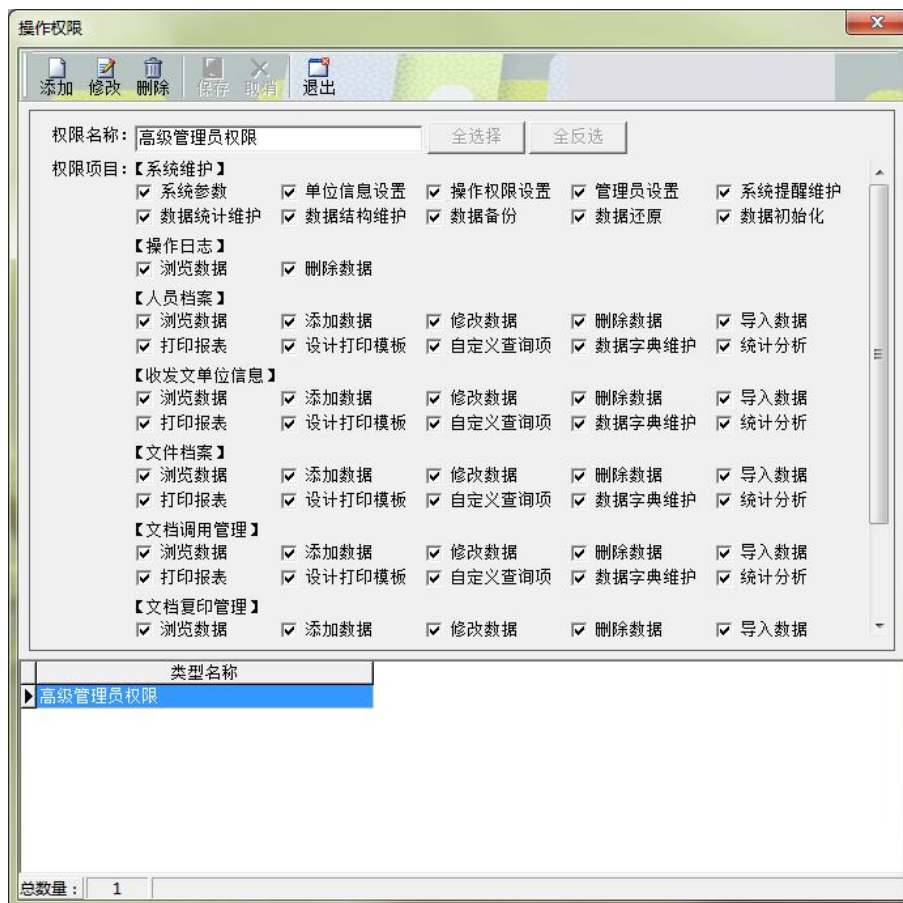 操作权限
添加 修改 删除 保存 取消 退出
权限名称: 高级管理员权限 全选择 全反选
权限项目:【系统维护】
系统参数 单位信息设置 操作权限设置 管理员设置 系统提醒维护
数据统计维护 数据结构维护 数据备份 数据还原 数据初始化
【操作日志】
浏览数据 删除数据
【人员档案】
浏览数据 添加数据 修改数据 删除数据 导入数据
打印报表 设计打印模板 自定义查询项 数据字典维护 统计分析
【收发文单位信息】
浏览数据 添加数据 修改数据 删除数据 导入数据
打印报表 设计打印模板 自定义查询项 数据字典维护 统计分析
【文件档案】
浏览数据 添加数据 修改数据 删除数据 导入数据
打印报表 设计打印模板 自定义查询项 数据字典维护 统计分析
【文档调用管理】
浏览数据 添加数据 修改数据 删除数据 导入数据
打印报表 设计打印模板 自定义查询项 数据字典维护 统计分析
【文档复印管理】
浏览数据 添加数据 修改数据 删除数据 导入数据
类型名称
高级管理员权限
总数量: 1